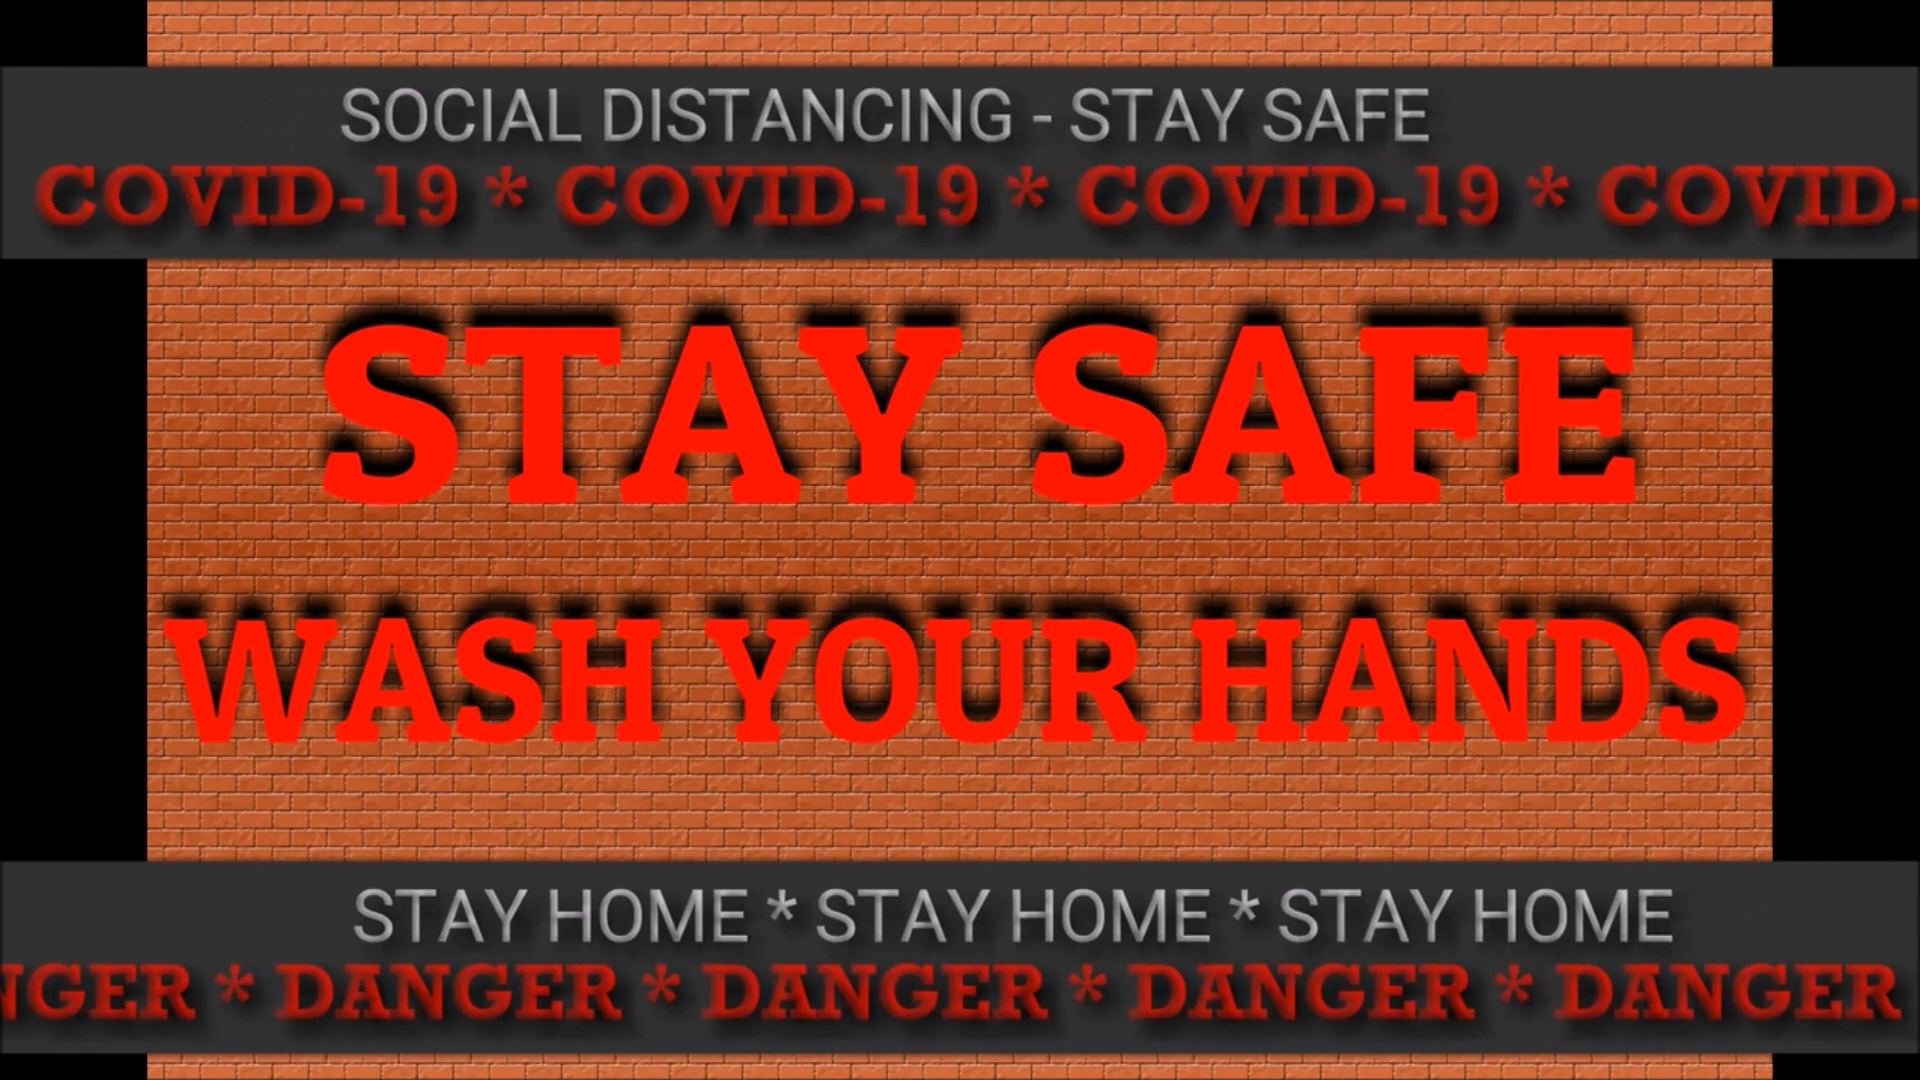 SOCIAL DISTANCING - STAY SAFE
COVID-19 * COVID-19 * COVID-19 * COVID-
STAY SAFE
WASH YOUR HANDS
STAY HOME * STAY HOME * STAY HOME
NGER * DANGER * DANGER * DANGER * DANGER